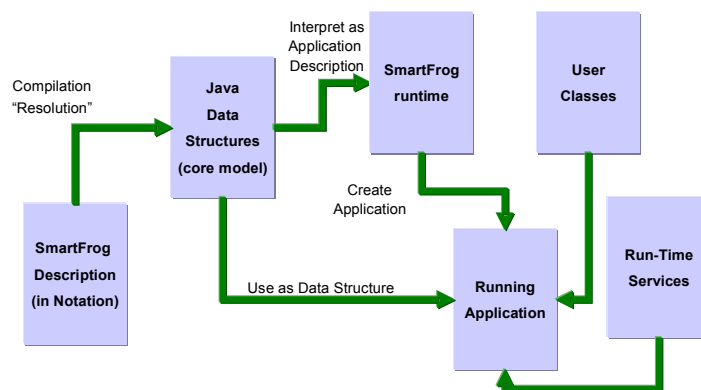 Interpret as
Application
Description
Compilation
“Resolution”
Java
Data
Structures
(core model)
SmartFrog
runtime
User
Classes
Create
Application
SmartFrog
Description
(in Notation)
Use as Data Structure
Running
Application
Run-Time
Services